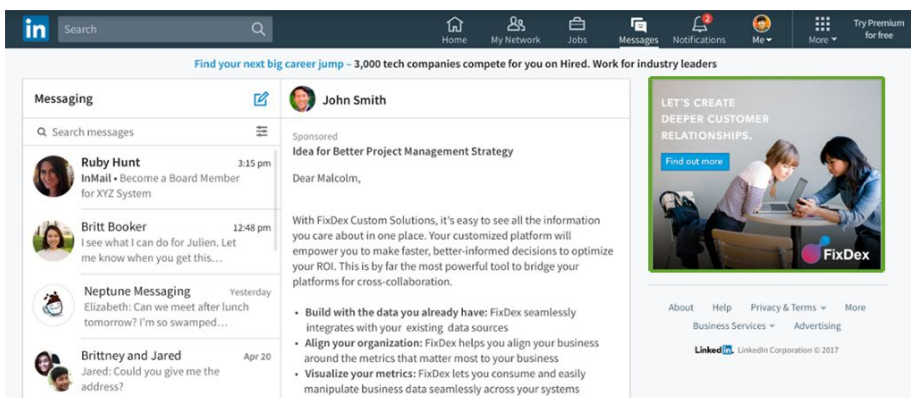 in Search
Home
My Network
Jobs
Messages
2
Notifications
Me
More
Try Premium
for free
Find your next big career jump – 3,000 tech companies compete for you on Hired. Work for industry leaders
Messaging
Search messages
Ruby Hunt 3:15 pm
InMail • Become a Board Member
for XYZ System
Britt Booker 12:48 pm
I see what I can do for Julien. Let
me know when you get this...
Neptune Messaging Yesterday
Elizabeth: Can we meet after lunch
tomorrow? I'm so swamped...
Brittney and Jared Apr 20
Jared: Could you give me the
address?
John Smith
Sponsored
Idea for Better Project Management Strategy
Dear Malcolm,
With FixDex Custom Solutions, it's easy to see all the information
you care about in one place. Your customized platform will
empower you to make faster, better-informed decisions to optimize
your ROI. This is by far the most powerful tool to bridge your
platforms for cross-collaboration.
• Build with the data you already have: FixDex seamlessly
integrates with your existing data sources
• Align your organization: FixDex helps you align your business
around the metrics that matter most to your business
• Visualize your metrics: FixDex lets you consume and easily
manipulate business data seamlessly across your systems
LET'S CREATE
DEEPER CUSTOMER
RELATIONSHIPS.
Find out more
FixDex
About Help Privacy & Terms More
Business Services Advertising
Linked in LinkedIn Corporation © 2017